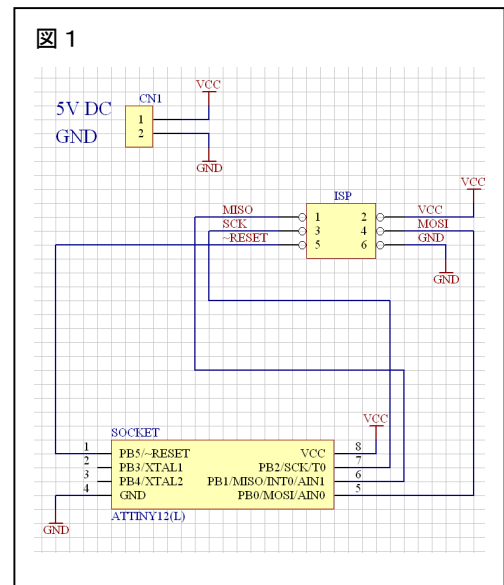 図1
VCC
CN1
5V DC
1
GND
2
GND
ISP
VCC
MISO
1
2
VCC
SCK
3
4
MOSI
~RESET
5
6
GND
GND
VCC
SOCKET
1
PB5/~RESET
VCC
8
2
PB3/XTAL1
PB2/SCK/T0
7
3
PB4/XTAL2
PB1/MISO/INT0/AIN1
6
4
GND
PB0/MOSI/AIN0
5
ATTINY12(L)
GND